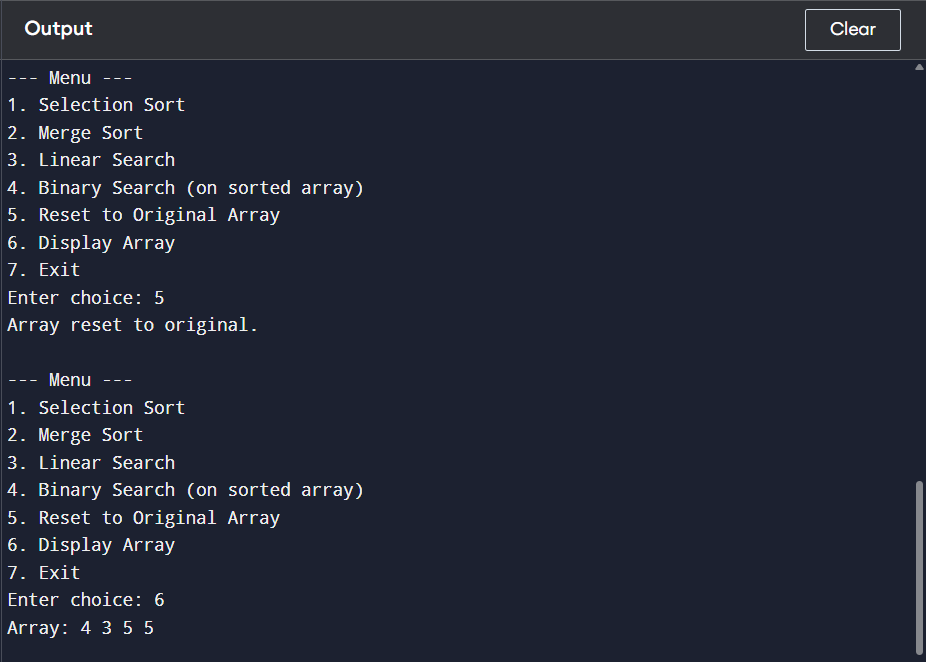 Output
Clear
--- Menu ---
1. Selection Sort
2. Merge Sort
3. Linear Search
4. Binary Search (on sorted array)
5. Reset to Original Array
6. Display Array
7. Exit
Enter choice: 5
Array reset to original.
--- Menu ---
1. Selection Sort
2. Merge Sort
3. Linear Search
4. Binary Search (on sorted array)
5. Reset to Original Array
6. Display Array
7. Exit
Enter choice: 6
Array: 4 3 5 5